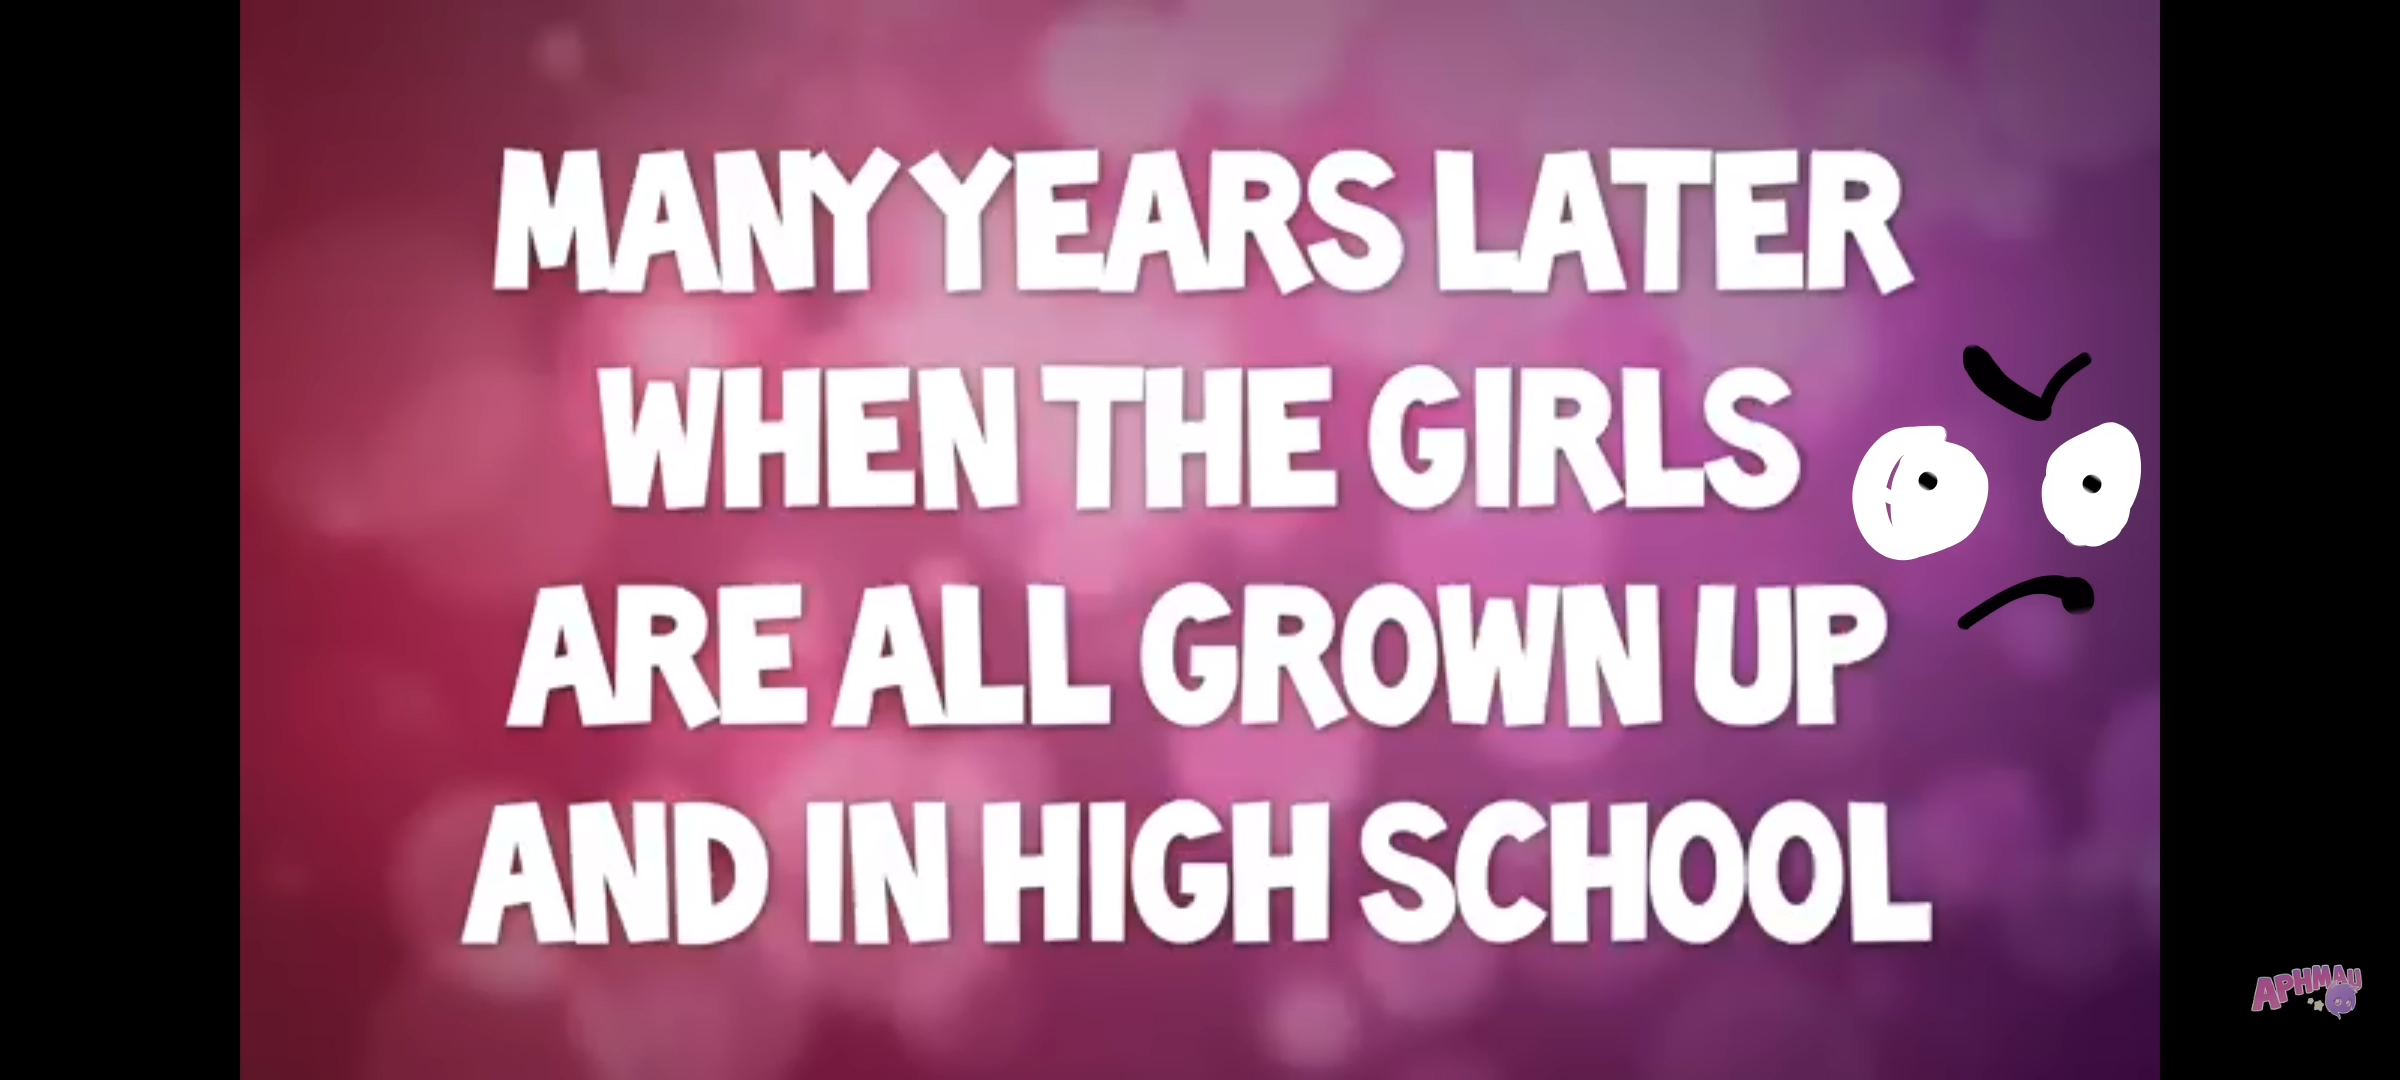 MANY YEARS LATER
WHEN THE GIRLS
ARE ALL GROWN UP
AND IN HIGH SCHOOL
APHMAU